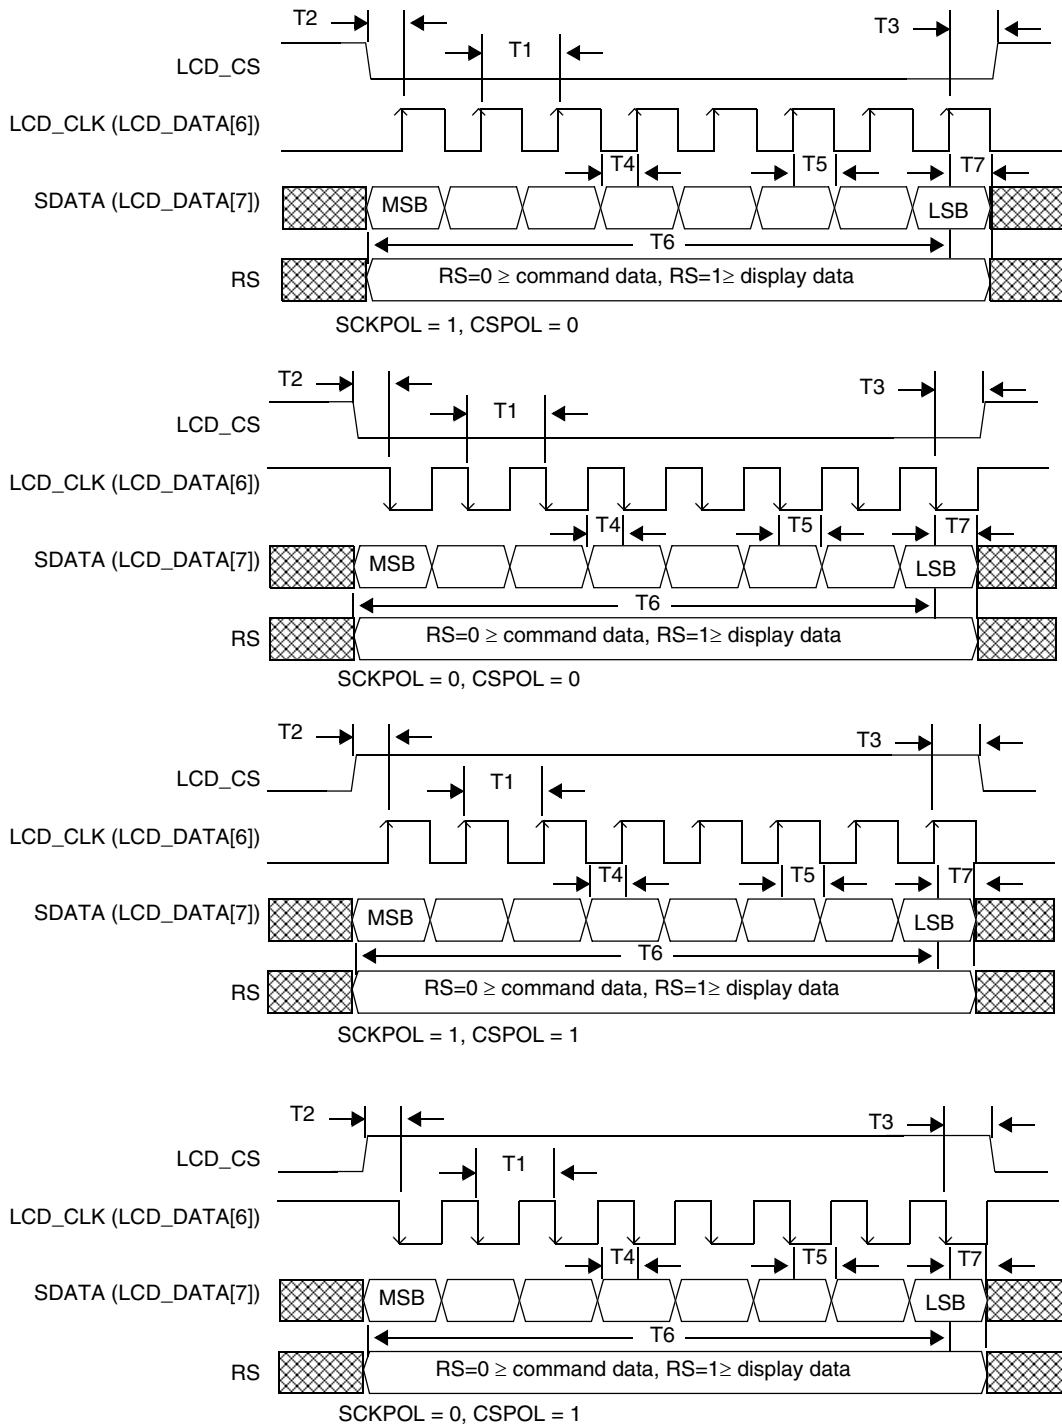 T2
T3
T1
LCD_CS
LCD_CLK (LCD_DATA[6])
T4
T5
T7
SDATA (LCD_DATA[7])
MSB
LSB
T6
RS
RS=0 ≥ command data, RS=1≥ display data
SCKPOL = 1, CSPOL = 0
T2
T3
T1
LCD_CS
LCD_CLK (LCD_DATA[6])
T4
T5
T7
SDATA (LCD_DATA[7])
MSB
LSB
T6
RS
RS=0 ≥ command data, RS=1≥ display data
SCKPOL = 0, CSPOL = 0
T2
T3
T1
LCD_CS
LCD_CLK (LCD_DATA[6])
T4
T5
T7
SDATA (LCD_DATA[7])
MSB
LSB
T6
RS
RS=0 ≥ command data, RS=1≥ display data
SCKPOL = 1, CSPOL = 1
T2
T3
T1
LCD_CS
LCD_CLK (LCD_DATA[6])
T4
T5
T7
SDATA (LCD_DATA[7])
MSB
LSB
T6
RS
RS=0 ≥ command data, RS=1≥ display data
SCKPOL = 0, CSPOL = 1